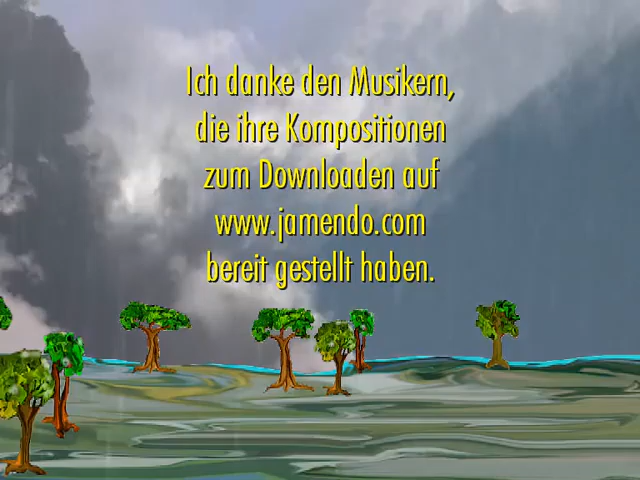 Ich danke den Musikern,
die ihre Kompositionen
zum Downloaden auf
www.jamendo.com
bereit gestellt haben.